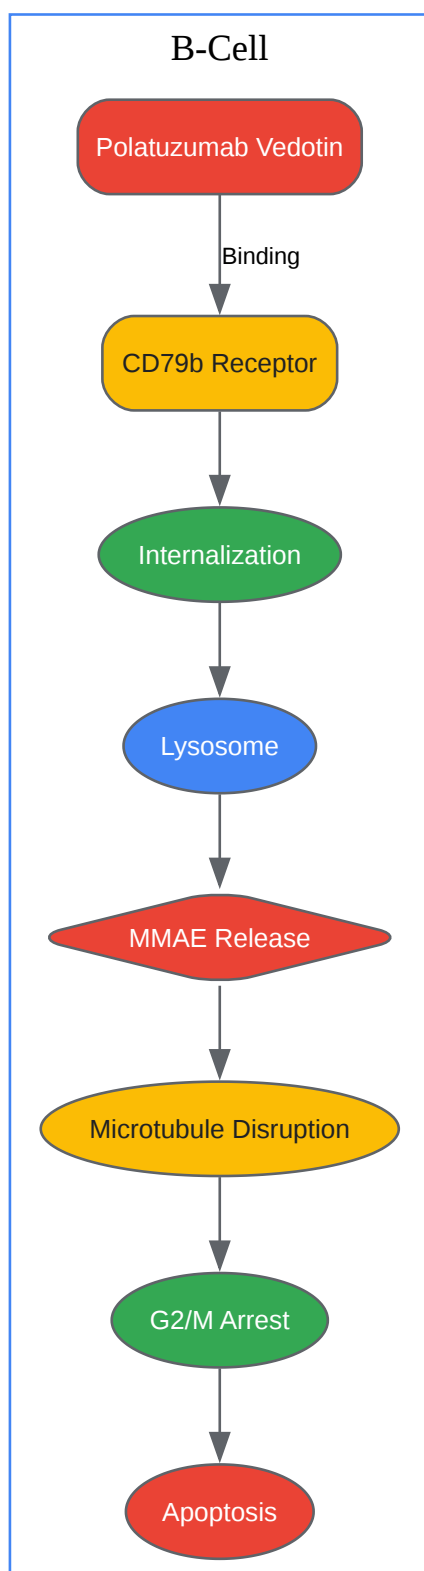 B-Cell
Polatuzumab Vedotin
Binding
CD79b Receptor
Internalization
Lysosome
MMAE Release
Microtubule Disruption
G2/M Arrest
Apoptosis